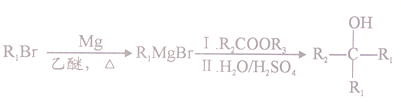 R₁Br Mg 乙醚，△ R₁MgBr Ⅰ.R₂COOR₃ Ⅱ.H₂O/H₂SO₄
OH
R₂—C—R₁
R₁